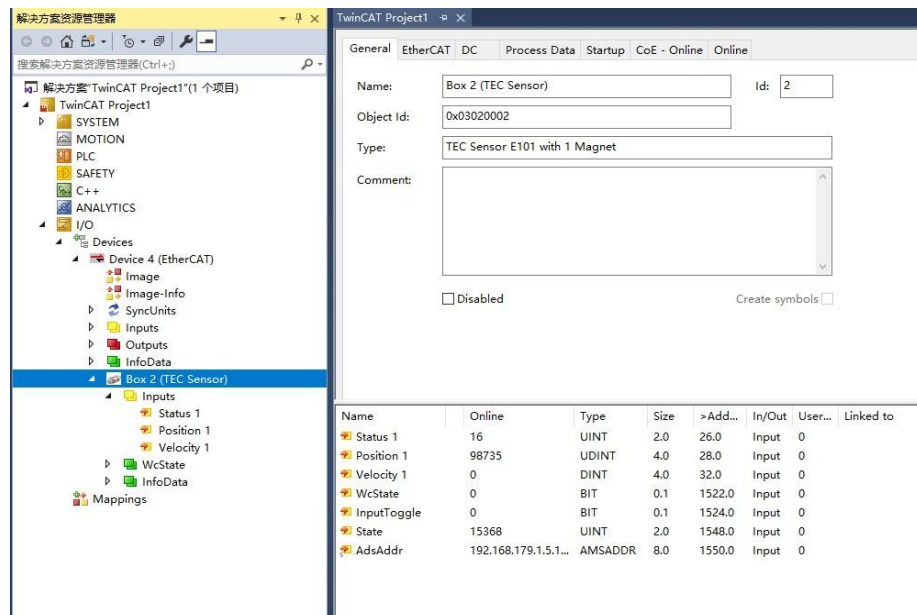 解决方案资源管理器
搜索解决方案资源管理器(Ctrl+;)
解决方案"TwinCAT Project1"(1 个项目)
TwinCAT Project1
SYSTEM
MOTION
PLC
SAFETY
C++
ANALYTICS
I/O
Devices
Device 4 (EtherCAT)
Image
Image-Info
SyncUnits
Inputs
Outputs
InfoData
Box 2 (TEC Sensor)
Inputs
Status 1
Position 1
Velocity 1
WcState
InfoData
Mappings
TwinCAT Project1
General EtherCAT DC Process Data Startup CoE - Online Online
Name: Box 2 (TEC Sensor) Id: 2
Object Id: 0x03020002
Type: TEC Sensor E101 with 1 Magnet
Comment:
Disabled Create symbols
Name Online Type Size >Add... In/Out User... Linked to
Status 1 16 UINT 2.0 26.0 Input 0
Position 1 98735 UDINT 4.0 28.0 Input 0
Velocity 1 0 DINT 4.0 32.0 Input 0
WcState 0 BIT 0.1 1522.0 Input 0
InputToggle 0 BIT 0.1 1524.0 Input 0
State 15368 UINT 2.0 1548.0 Input 0
AdsAddr 192.168.179.1.5.1... AMSADDR 8.0 1550.0 Input 0